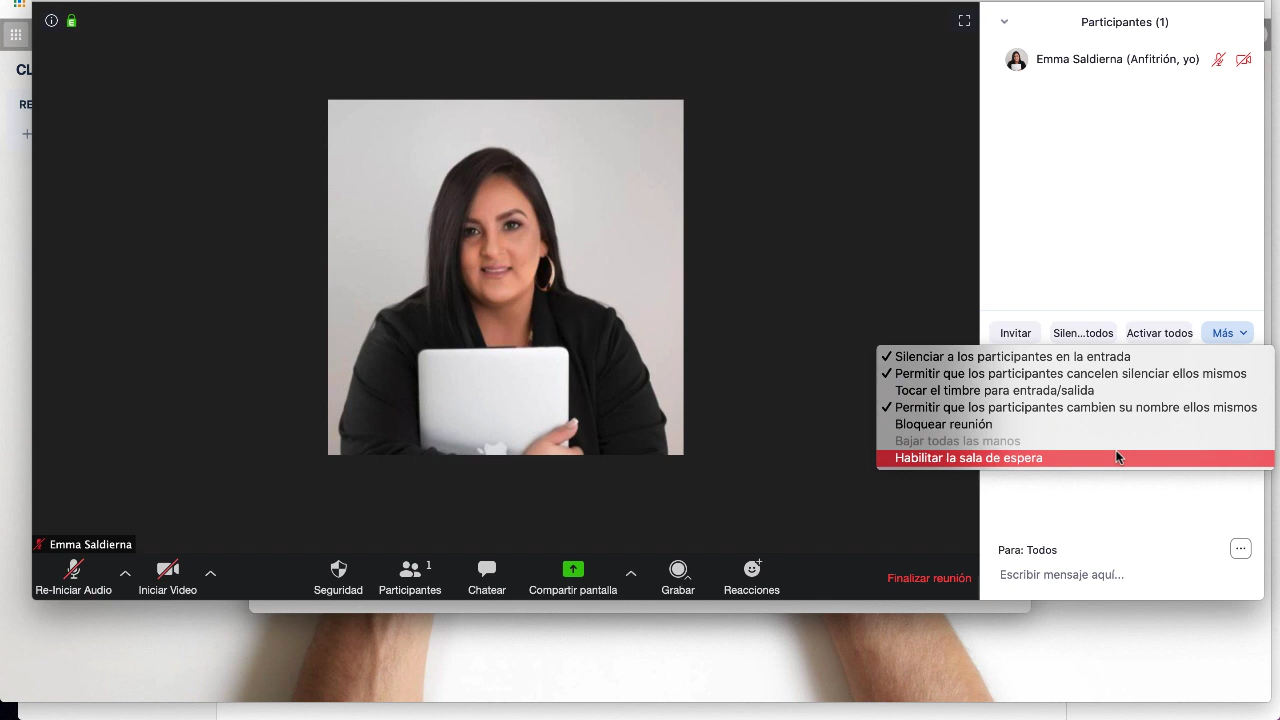 Participantes (1)
CL
RE
Emma Saldierna (Anfitrión, yo)
Invitar
Silen...todos
Activar todos
Más
✓ Silenciar a los participantes en la entrada
✓ Permitir que los participantes cancelen silenciar ellos mismos
Tocar el timbre para entrada/salida
✓ Permitir que los participantes cambien su nombre ellos mismos
Bloquear reunión
Bajar todas las manos
Habilitar la sala de espera
Emma Saldierna
Para: Todos
Escribir mensaje aquí...
Re-Iniciar Audio
Iniciar Video
Seguridad
Participantes
1
Chatear
Compartir pantalla
Grabar
Reacciones
Finalizar reunión